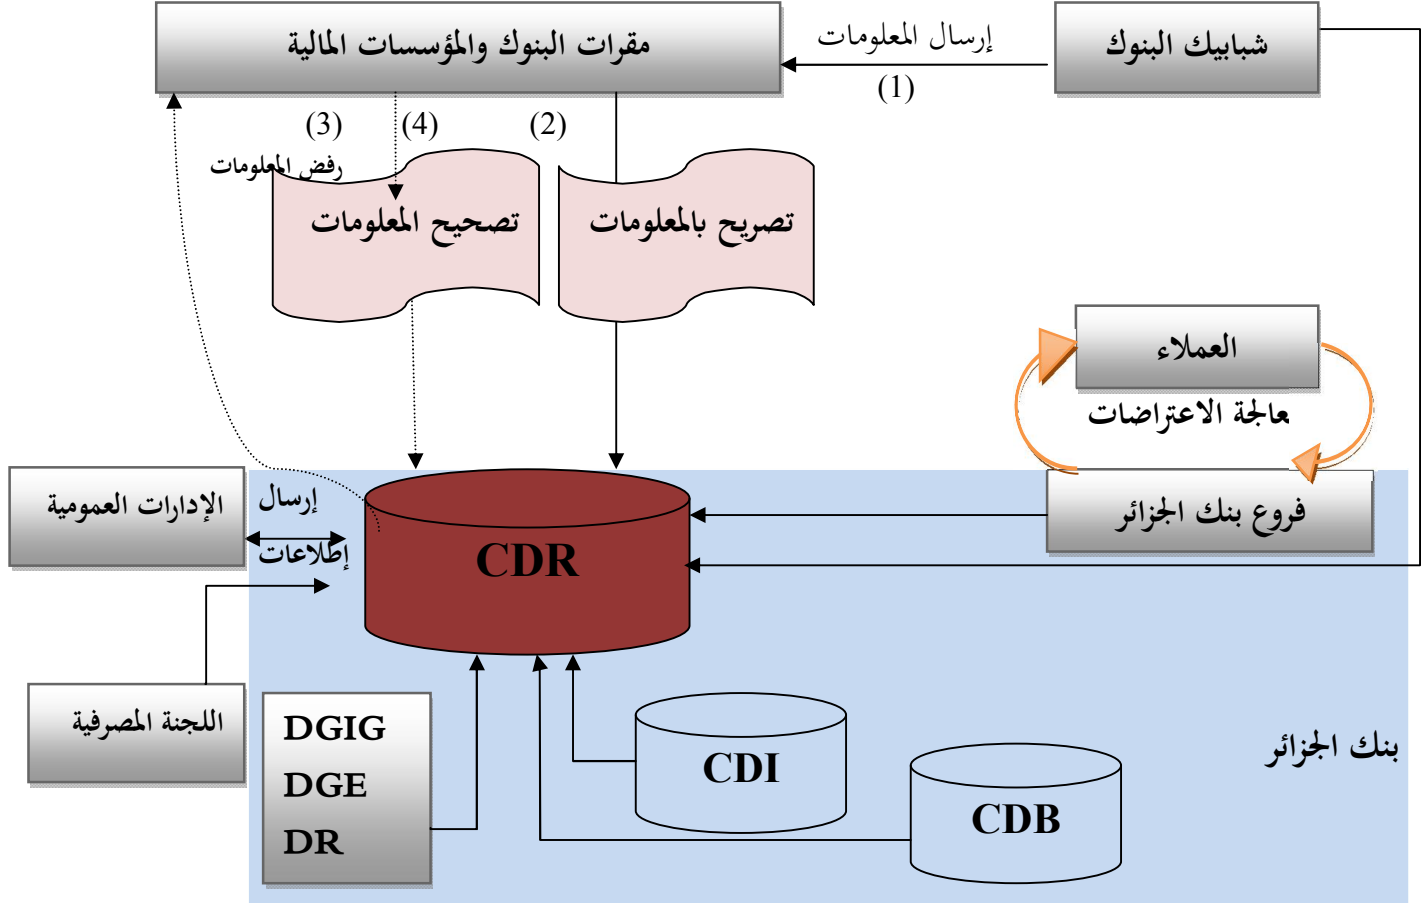 شبابيك البنوك
إرسال المعلومات
(1)
مقرات البنوك والمؤسسات المالية
(2)
(4)
(3)
رفض المعلومات
تصريح بالمعلومات
تصحيح المعلومات
العملاء
عالجة الاعتراضات
فروع بنك الجزائر
CDR
إرسال
إطلاعات
الإدارات العمومية
اللجنة المصرفية
بنك الجزائر
DGIG
DGE
DR
CDI
CDB